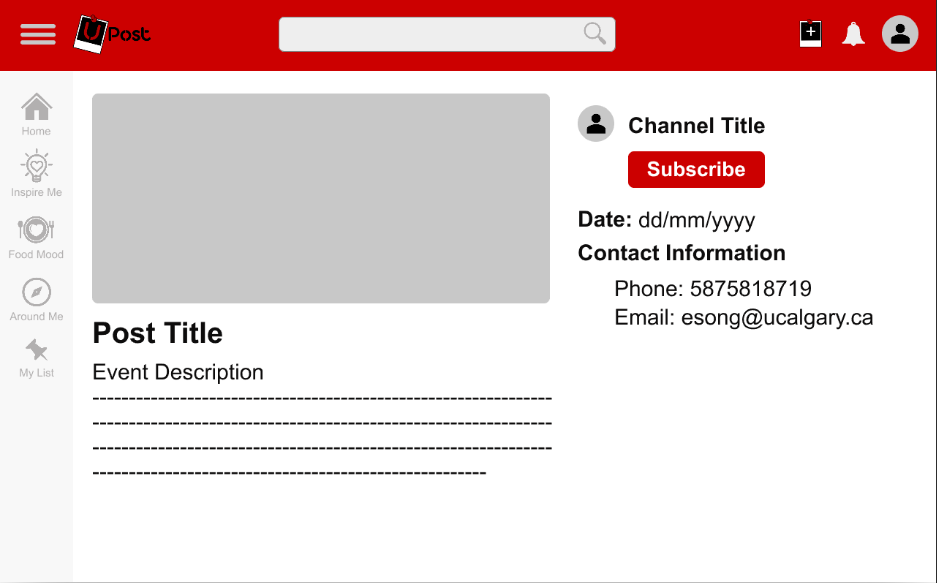 U Post
Home
Inspire Me
Food Mood
Around Me
My List
Post Title
Event Description
---------------------------------------------------------------
---------------------------------------------------------------
---------------------------------------------------------------
------------------------------------------------------
Channel Title
Subscribe
Date: dd/mm/yyyy
Contact Information
Phone: 5875818719
Email: esong@ucalgary.ca